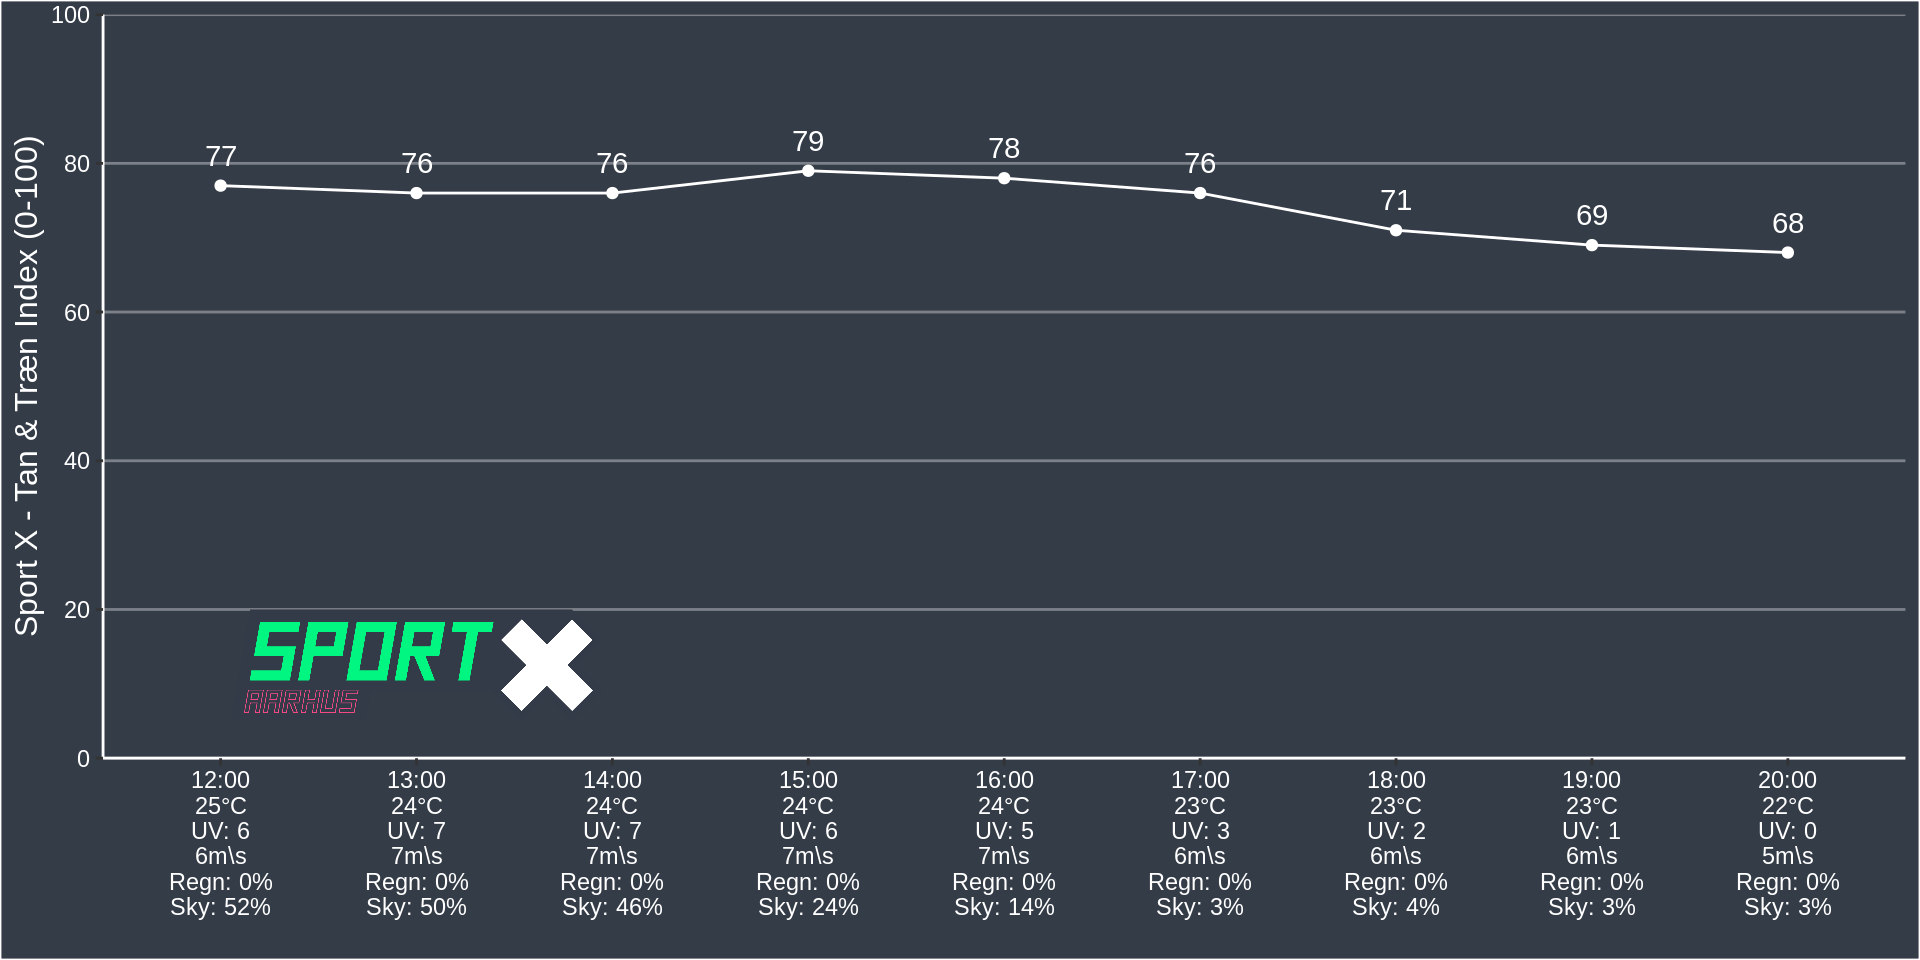 Sport X - Tan & Træn Index (0-100)
100
80
60
40
20
0
77
76
76
79
78
76
71
69
68
SPORT X
AARHUS
12:00 13:00 14:00 15:00 16:00 17:00 18:00 19:00 20:00
25°C 24°C 24°C 24°C 24°C 23°C 23°C 23°C 22°C
UV: 6 UV: 7 UV: 7 UV: 6 UV: 5 UV: 3 UV: 2 UV: 1 UV: 0
6m\s 7m\s 7m\s 7m\s 7m\s 6m\s 6m\s 6m\s 5m\s
Regn: 0% Regn: 0% Regn: 0% Regn: 0% Regn: 0% Regn: 0% Regn: 0% Regn: 0% Regn: 0%
Sky: 52% Sky: 50% Sky: 46% Sky: 24% Sky: 14% Sky: 3% Sky: 4% Sky: 3% Sky: 3%